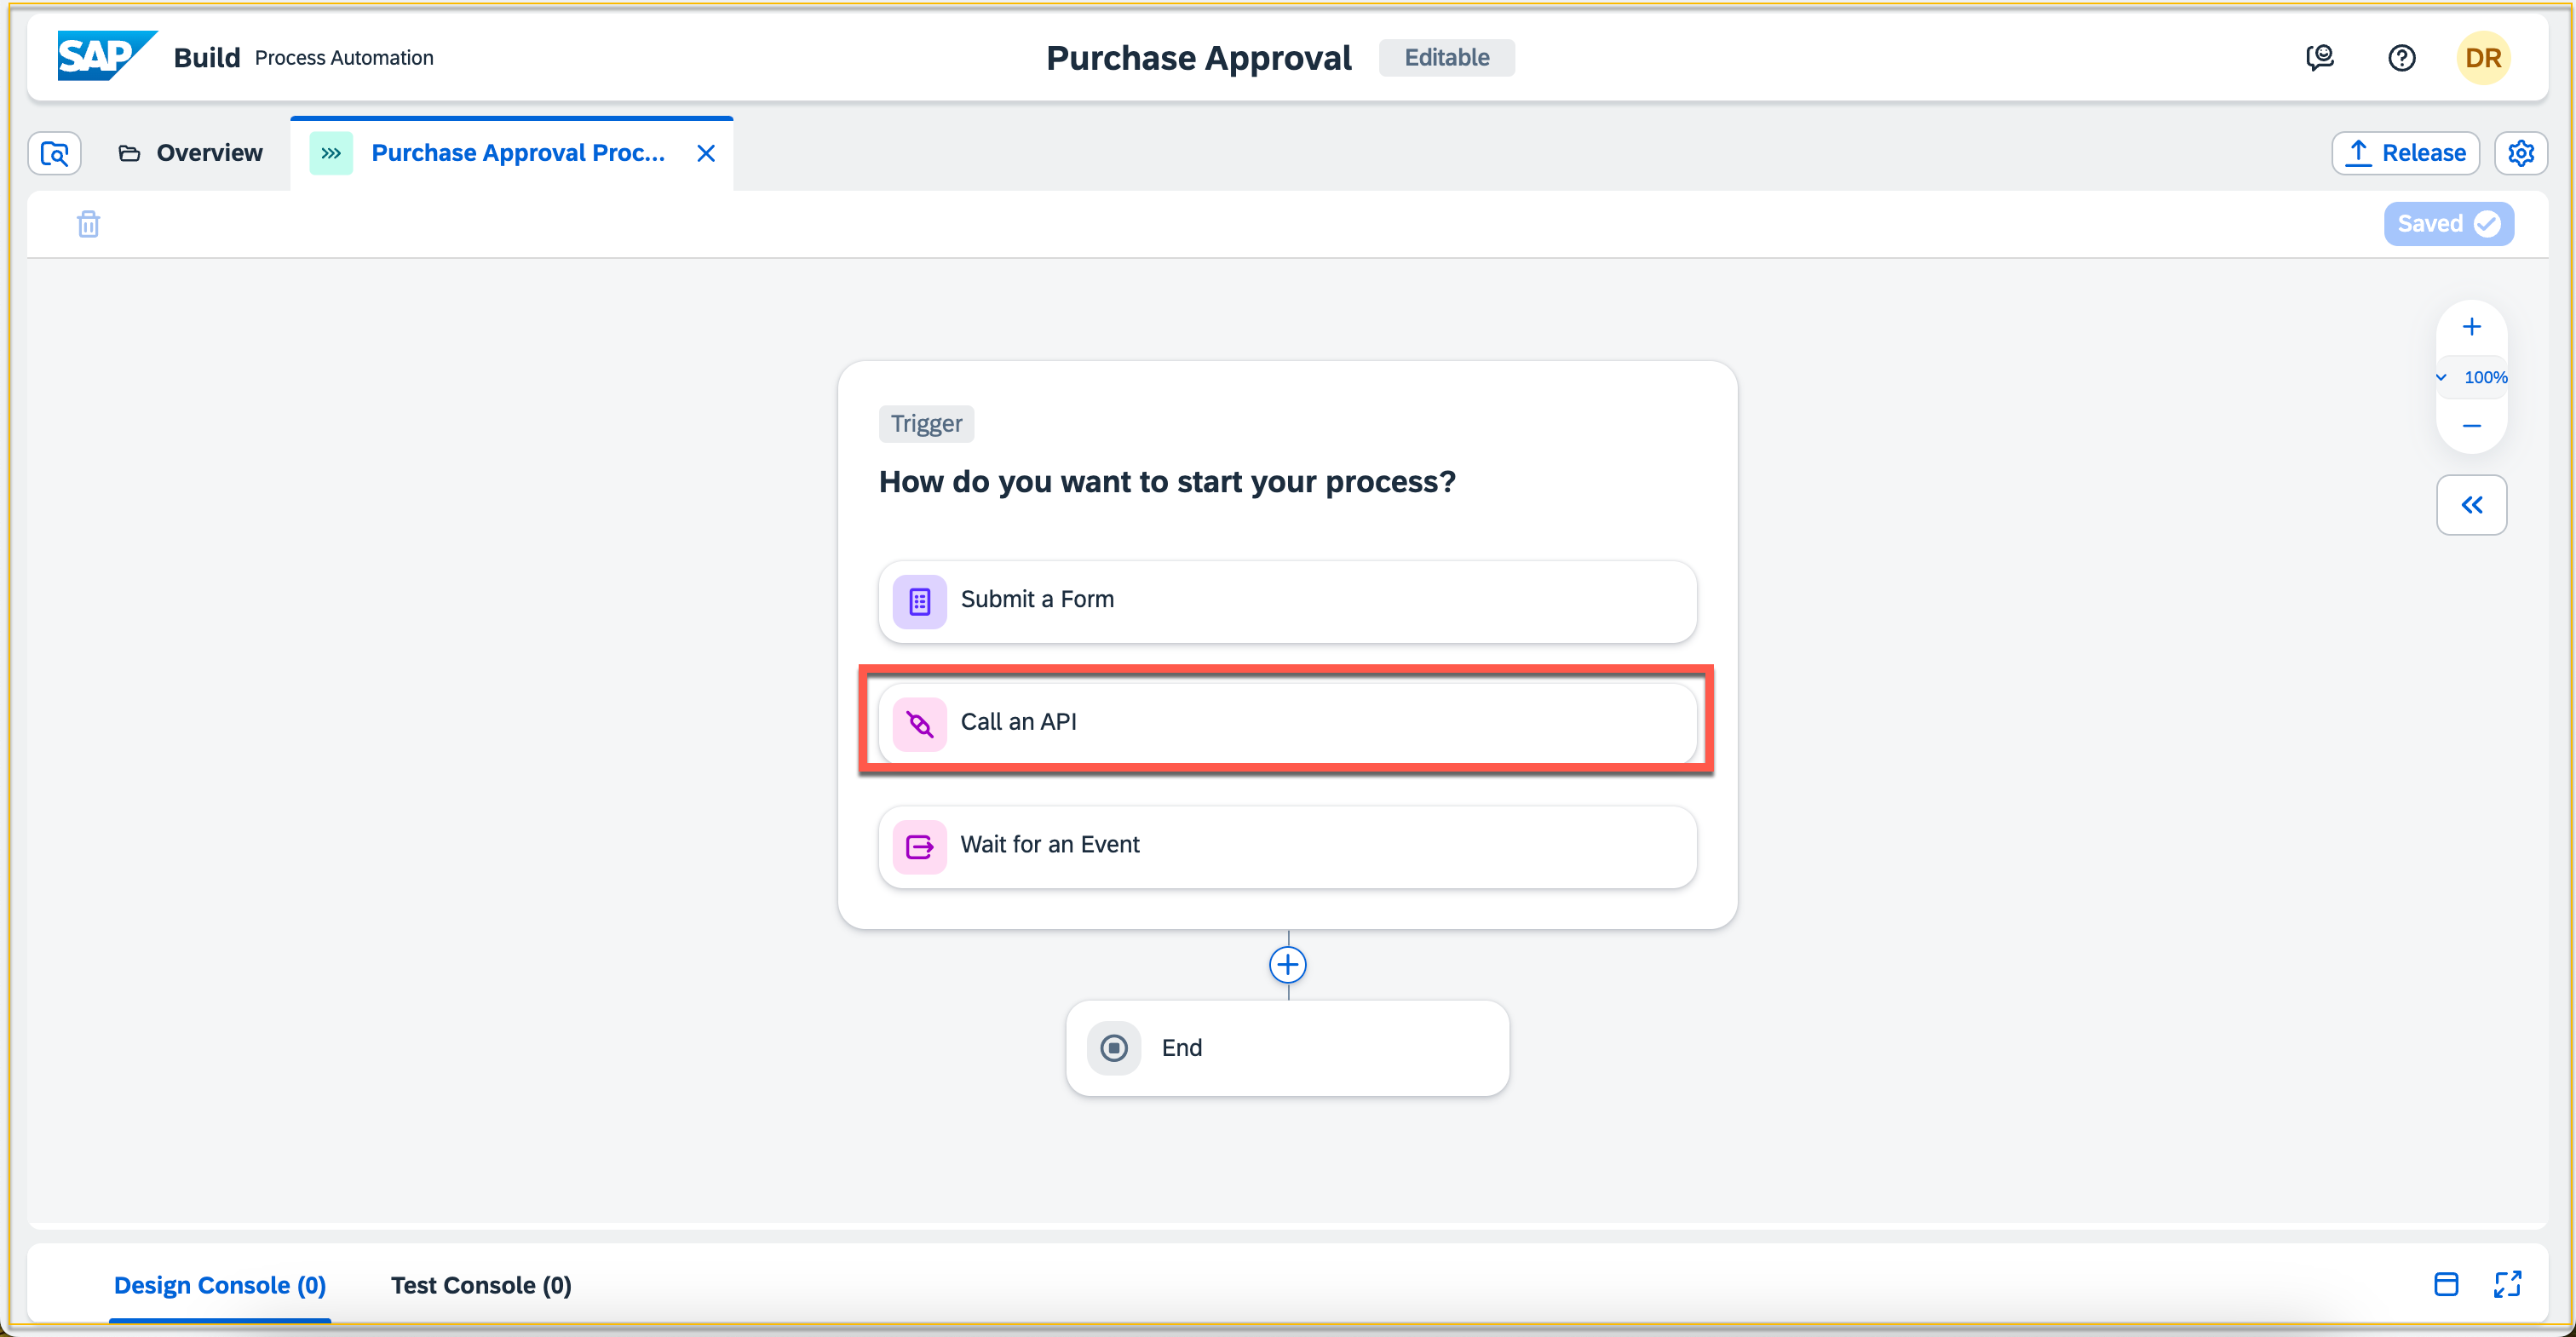 SAP Build Process Automation
Purchase Approval Editable
DR
Overview
Purchase Approval Proc...
Release
Saved
100%
Trigger
How do you want to start your process?
Submit a Form
Call an API
Wait for an Event
End
Design Console (0)
Test Console (0)